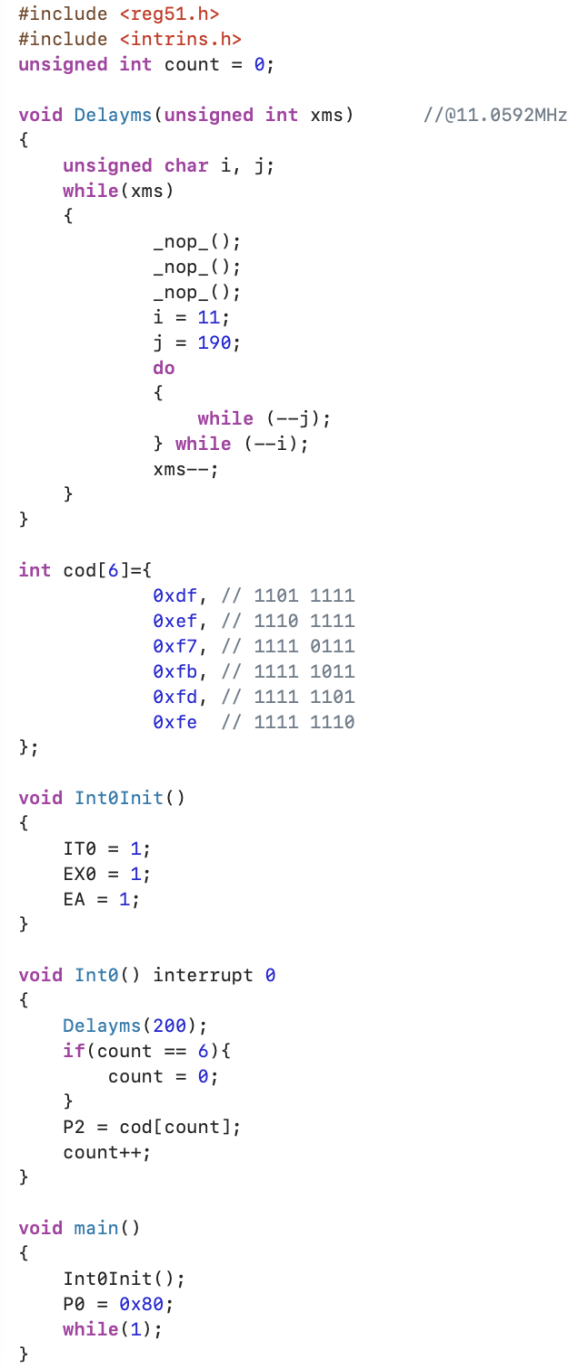 #include <reg51.h>
#include <intrins.h>
unsigned int count = 0;

void Delayms(unsigned int xms)      //@11.0592MHz
{
    unsigned char i, j;
    while(xms)
    {
            _nop_();
            _nop_();
            _nop_();
            i = 11;
            j = 190;
            do
            {
                while (--j);
            } while (--i);
            xms--;
    }
}

int cod[6]={
            0xdf, // 1101 1111
            0xef, // 1110 1111
            0xf7, // 1111 0111
            0xfb, // 1111 1011
            0xfd, // 1111 1101
            0xfe  // 1111 1110
};

void Int0Init()
{
    IT0 = 1;
    EX0 = 1;
    EA = 1;
}

void Int0() interrupt 0
{
    Delayms(200);
    if(count == 6){
        count = 0;
    }
    P2 = cod[count];
    count++;
}

void main()
{
    Int0Init();
    P0 = 0x80;
    while(1);
}